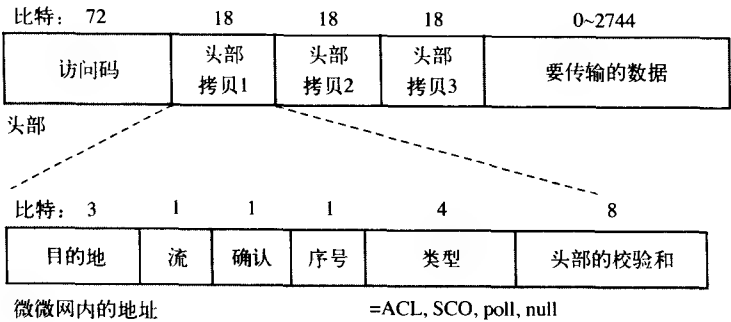 比特: 72 18 18 18 0~2744
访问码 头部 拷贝1 头部 拷贝2 头部 拷贝3 要传输的数据
头部
比特: 3 1 1 1 4 8
目的地 流 确认 序号 类型 头部的校验和
微微网内的地址 =ACL, SCO, poll, null